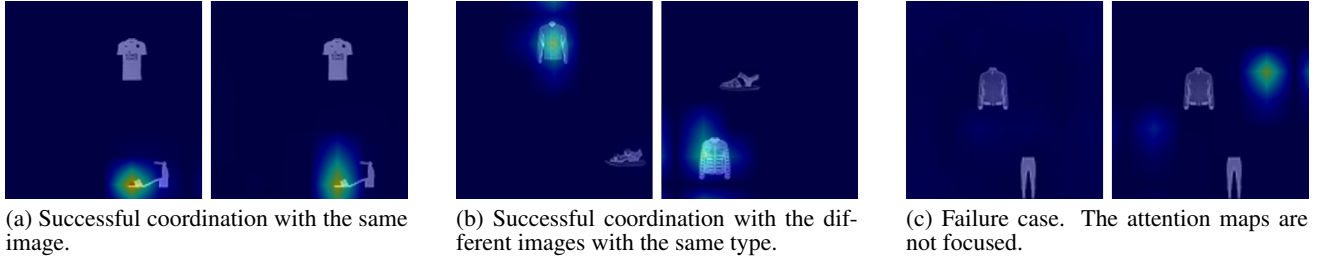 (a) Successful coordination with the same
image.
(b) Successful coordination with the dif-
ferent images with the same type.
(c) Failure case. The attention maps are
not focused.